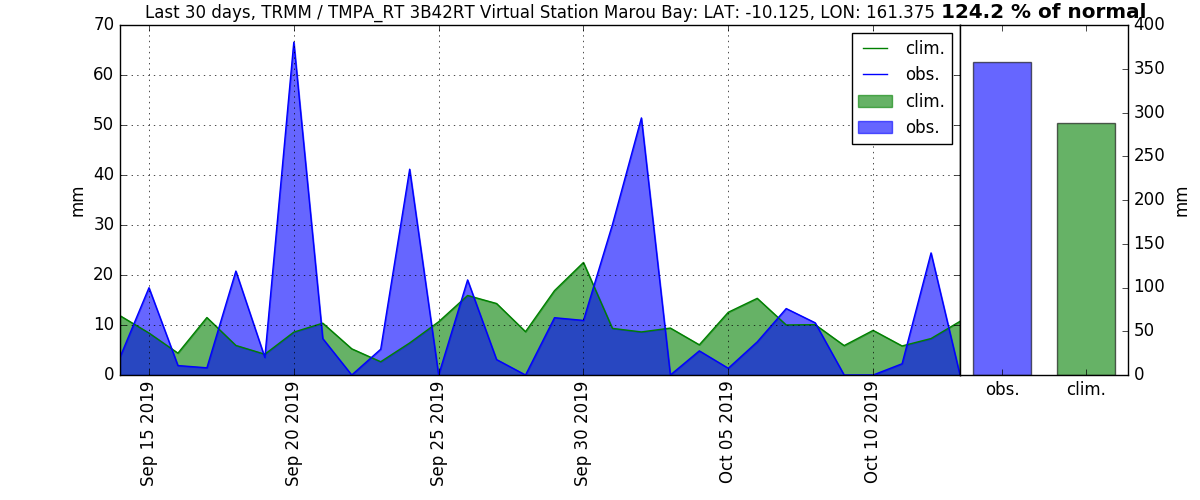 Last 30 days, TRMM / TMPA_RT 3B42RT Virtual Station Marou Bay: LAT: -10.125, LON: 161.375 124.2 % of normal
70
60
50
40
30
20
10
0
mm
Sep 15 2019
Sep 20 2019
Sep 25 2019
Sep 30 2019
Oct 05 2019
Oct 10 2019
clim.
obs.
clim.
obs.
400
350
300
250
200
150
100
50
0
mm
obs.
clim.